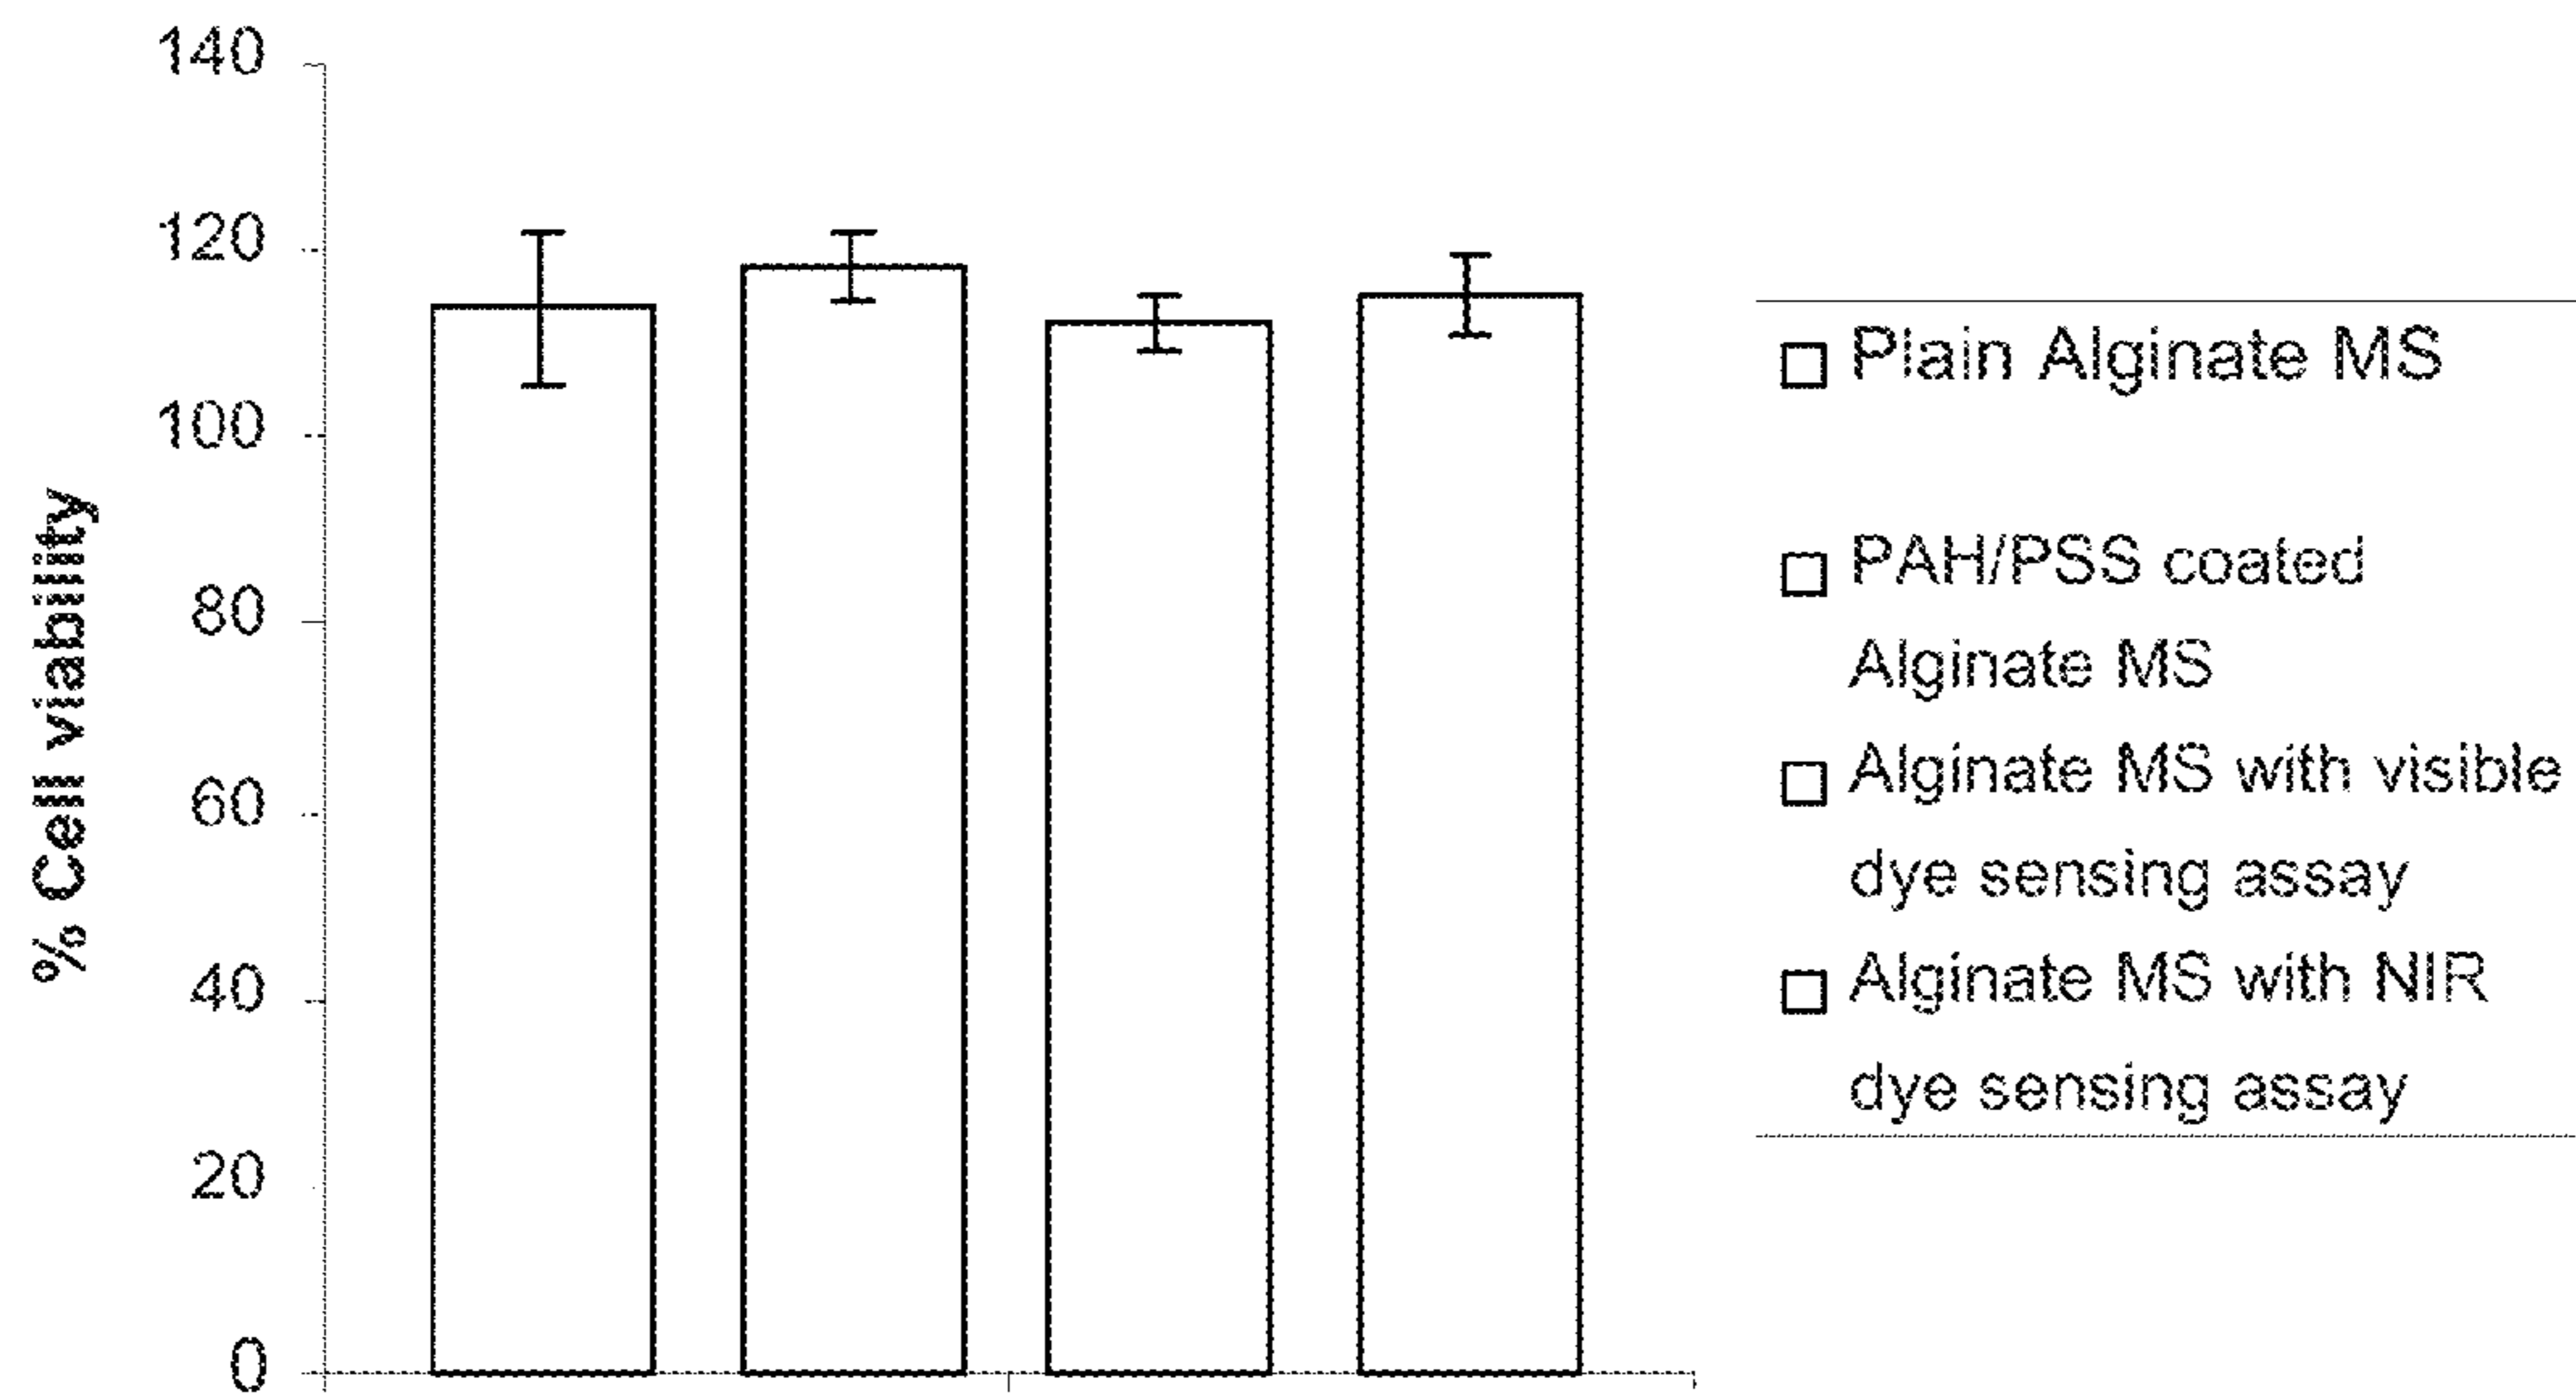 140
120
100
80
60
40
20
0
% Cell viability
Plain Alginate MS
PAH/PSS coated
Alginate MS
Alginate MS with visible
dye sensing assay
Alginate MS with NIR
dye sensing assay